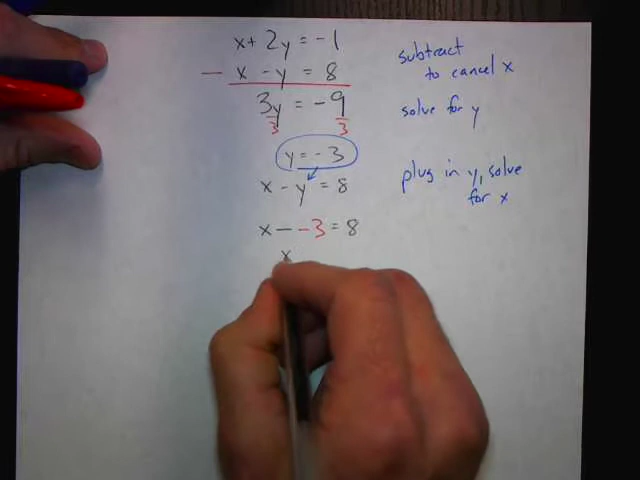 x + 2y = -1
- x - y = 8
3y = -9
3 3
y = -3
x - y = 8
x - -3 = 8
x
subtract
to cancel x
solve for y
plug in y, solve
for x